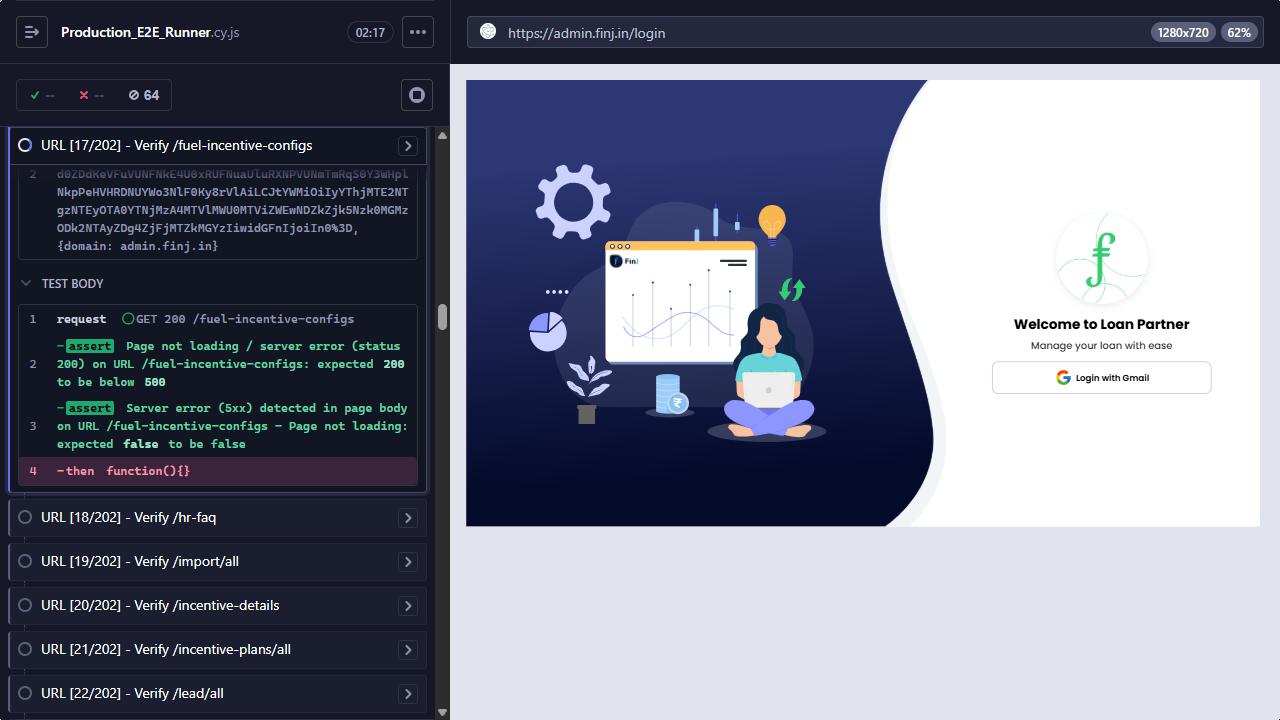 Production_E2E_Runner.cy.js
02:17
https://admin.finj.in/login
1280x720
62%
--
--
64
URL [17/202] - Verify /fuel-incentive-configs
2
NkpPeHVHRDNUYWo3NlF0Ky8rVlAiLCJtYWMiOiIyYThjMTE2NT
gzNTEyOTA0YTNjMzA4MTVlMWU0MTViZWEwNDZkZjk5Nzk0MGMz
ODk2NTAyZDg4ZjFjMTZkMGYzIiwidGFnIjoiIn0%3D,
{domain: admin.finj.in}
TEST BODY
1 request GET 200 /fuel-incentive-configs
2 -assert Page not loading / server error (status
200) on URL /fuel-incentive-configs: expected 200
to be below 500
3 -assert Server error (5xx) detected in page body
on URL /fuel-incentive-configs - Page not loading:
expected false to be false
4 -then function(){}
URL [18/202] - Verify /hr-faq
URL [19/202] - Verify /import/all
URL [20/202] - Verify /incentive-details
URL [21/202] - Verify /incentive-plans/all
URL [22/202] - Verify /lead/all
FinJ
Welcome to Loan Partner
Manage your loan with ease
Login with Gmail